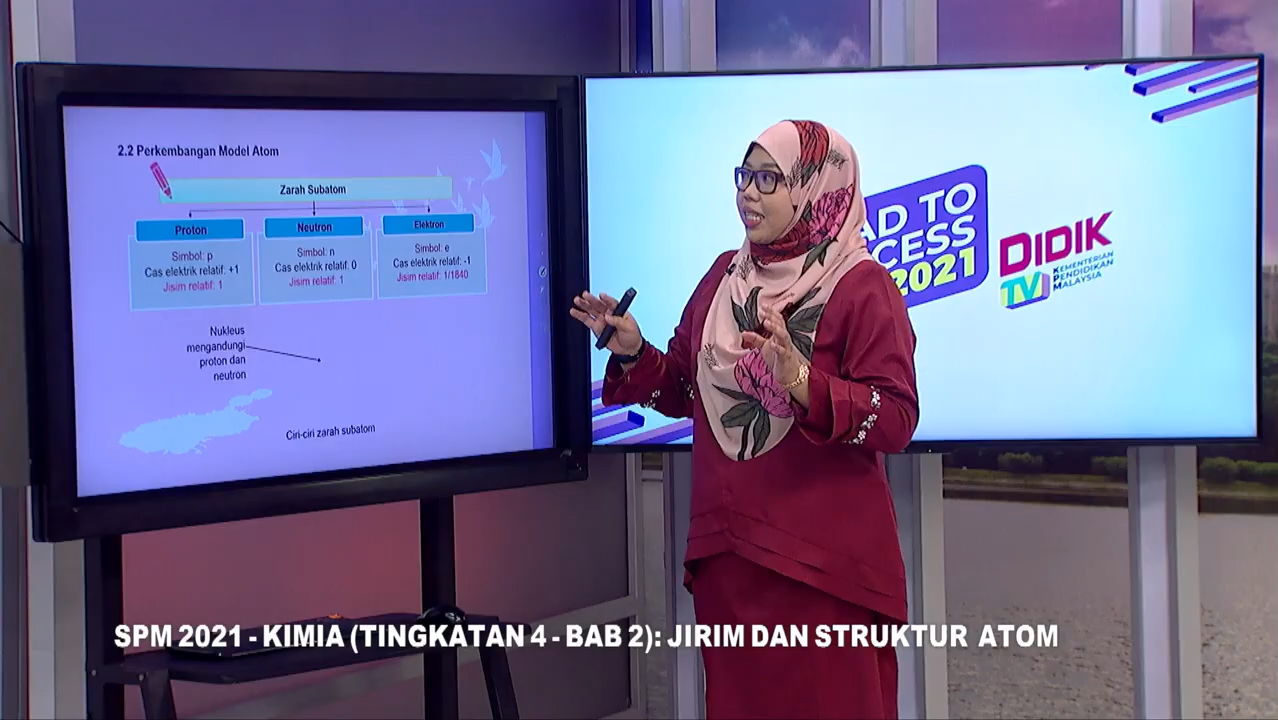 2.2 Perkembangan Model Atom
Zarah Subatom
Proton
Simbol: p
Cas elektrik relatif: +1
Jisim relatif: 1
Neutron
Simbol: n
Cas elektrik relatif: 0
Jisim relatif: 1
Elektron
Simbol: e
Cas elektrik relatif: -1
Jisim relatif: 1/1840
Nukleus
mengandungi
proton dan
neutron
Ciri-ciri zarah subatom
AD TO
CESS
2021
DIDIK
TV
KEMENTERIAN
PENDIDIKAN
MALAYSIA
SPM 2021 - KIMIA (TINGKATAN 4 - BAB 2): JIRIM DAN STRUKTUR ATOM